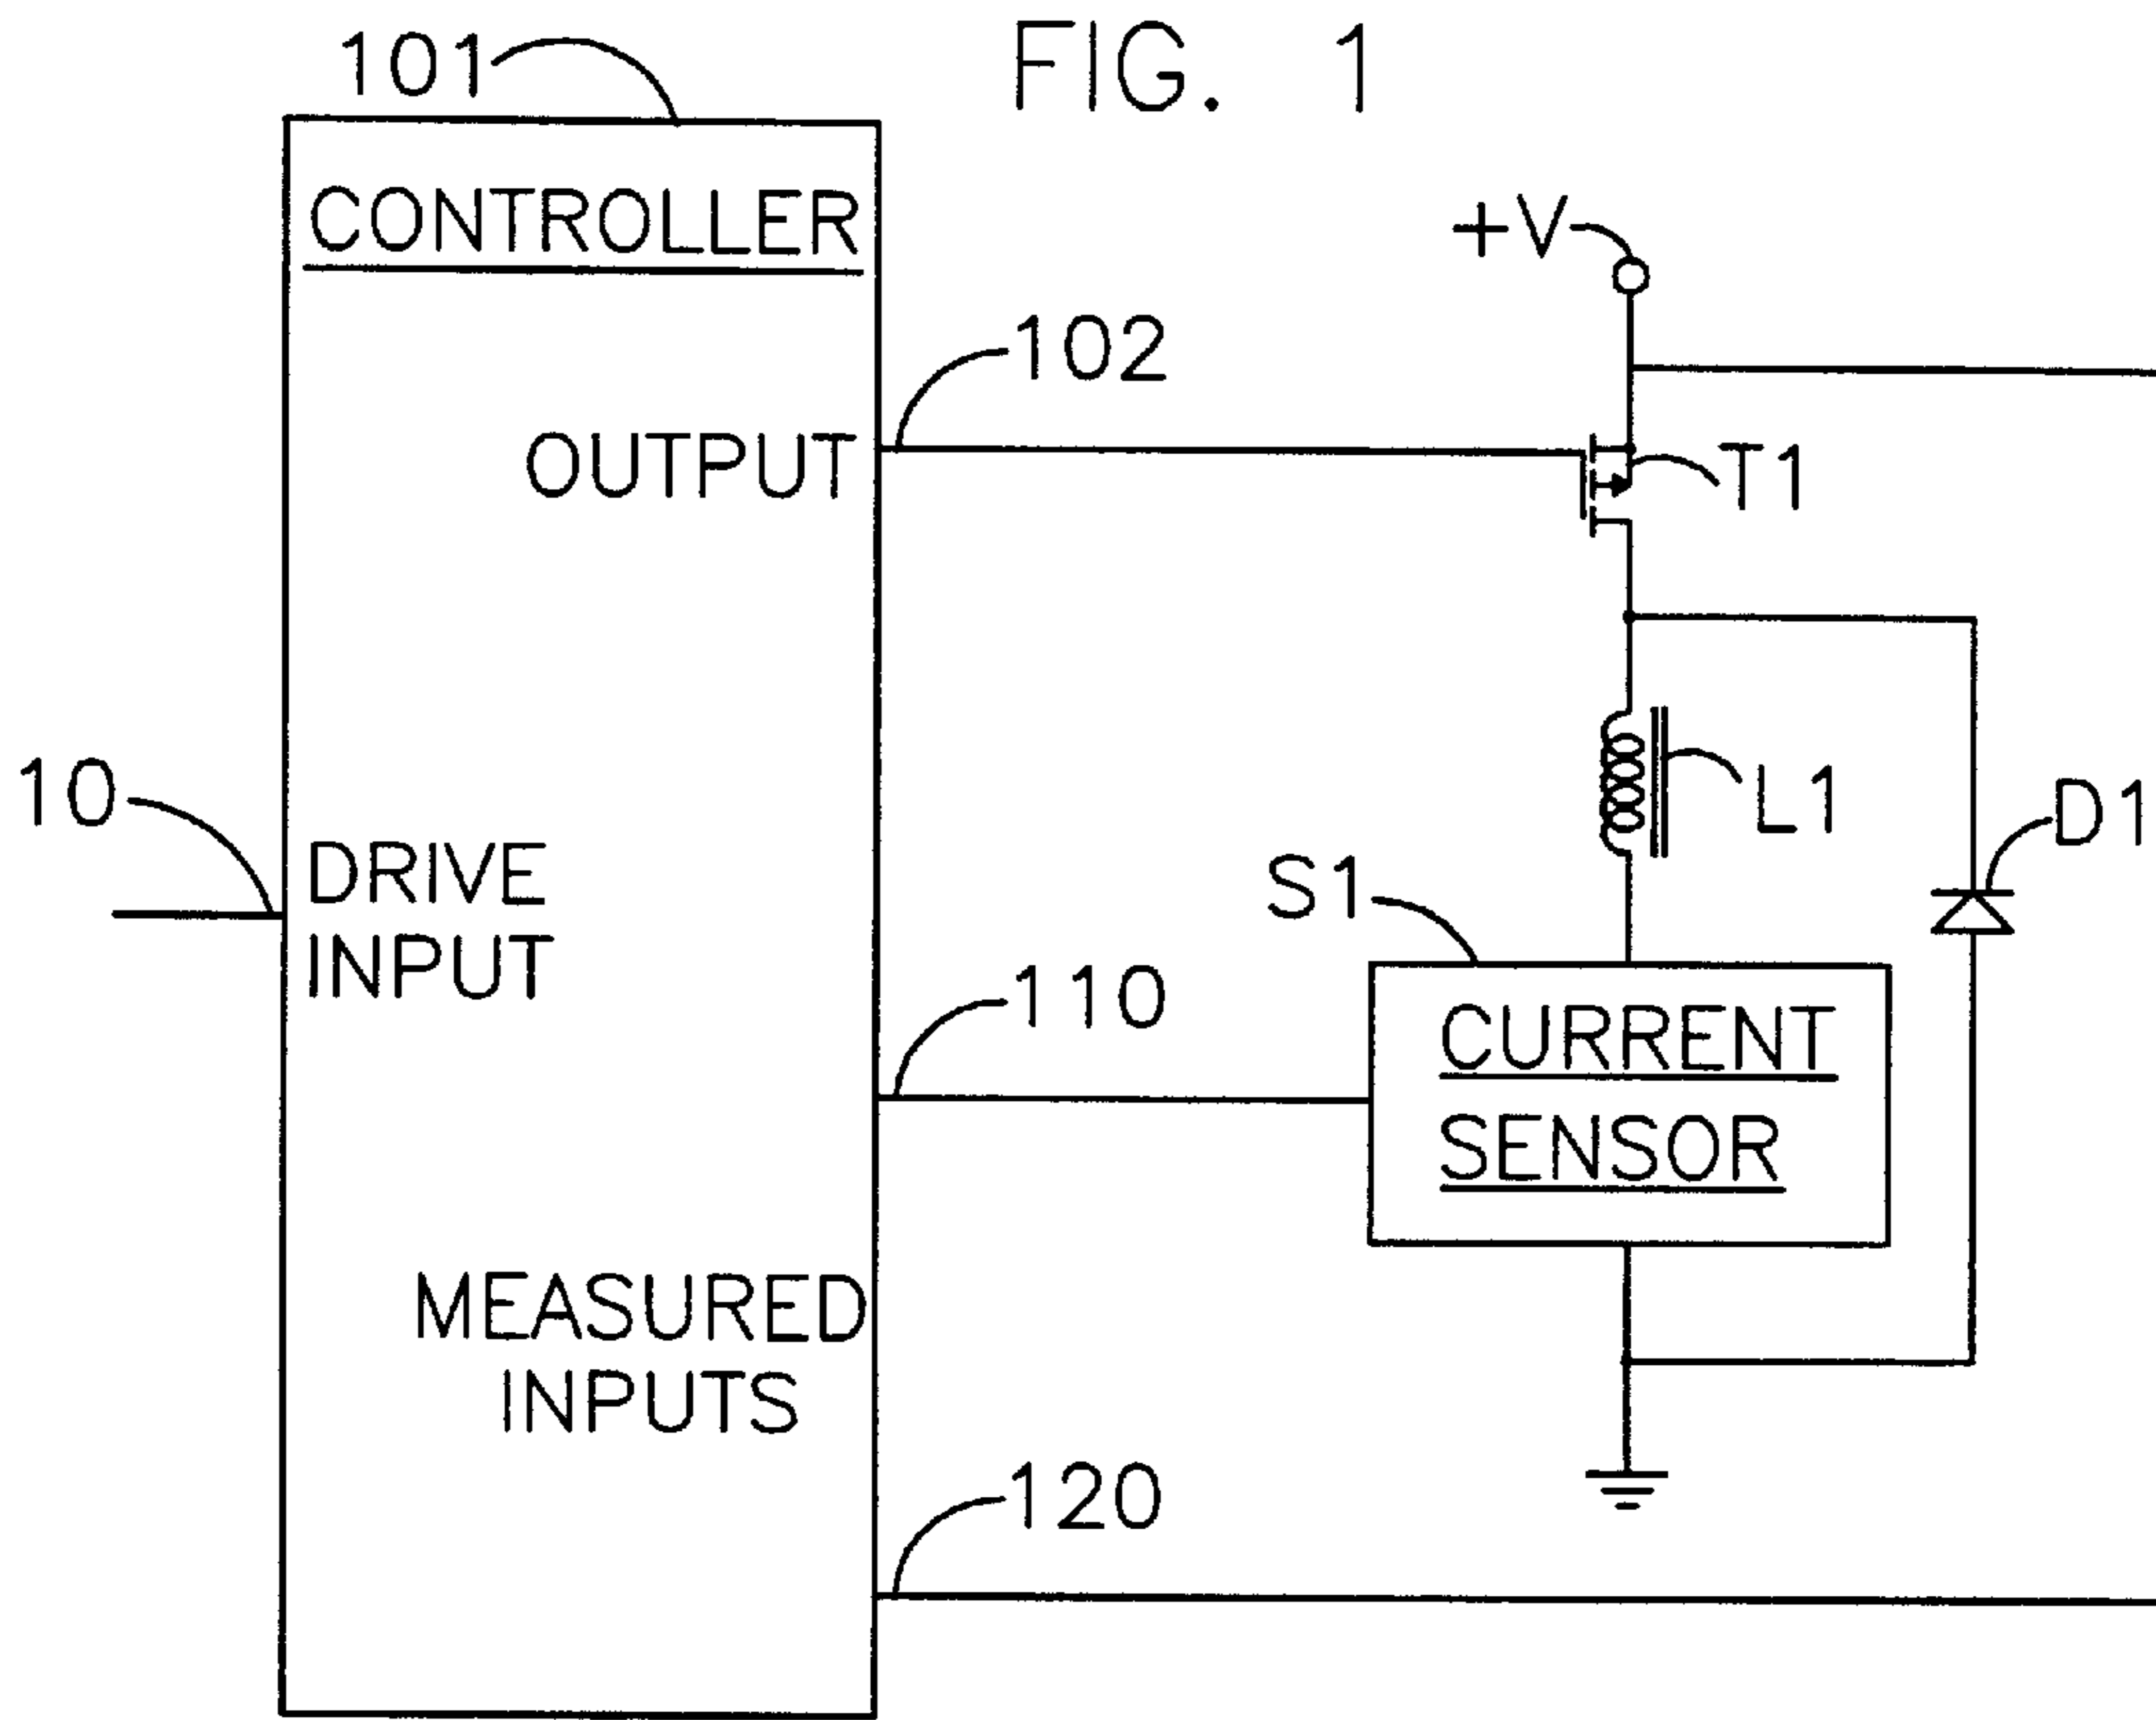 FIG. 1
101
CONTROLLER
+V
102
OUTPUT
T1
10
L1
D1
DRIVE
INPUT
S1
110
CURRENT
SENSOR
MEASURED
INPUTS
120